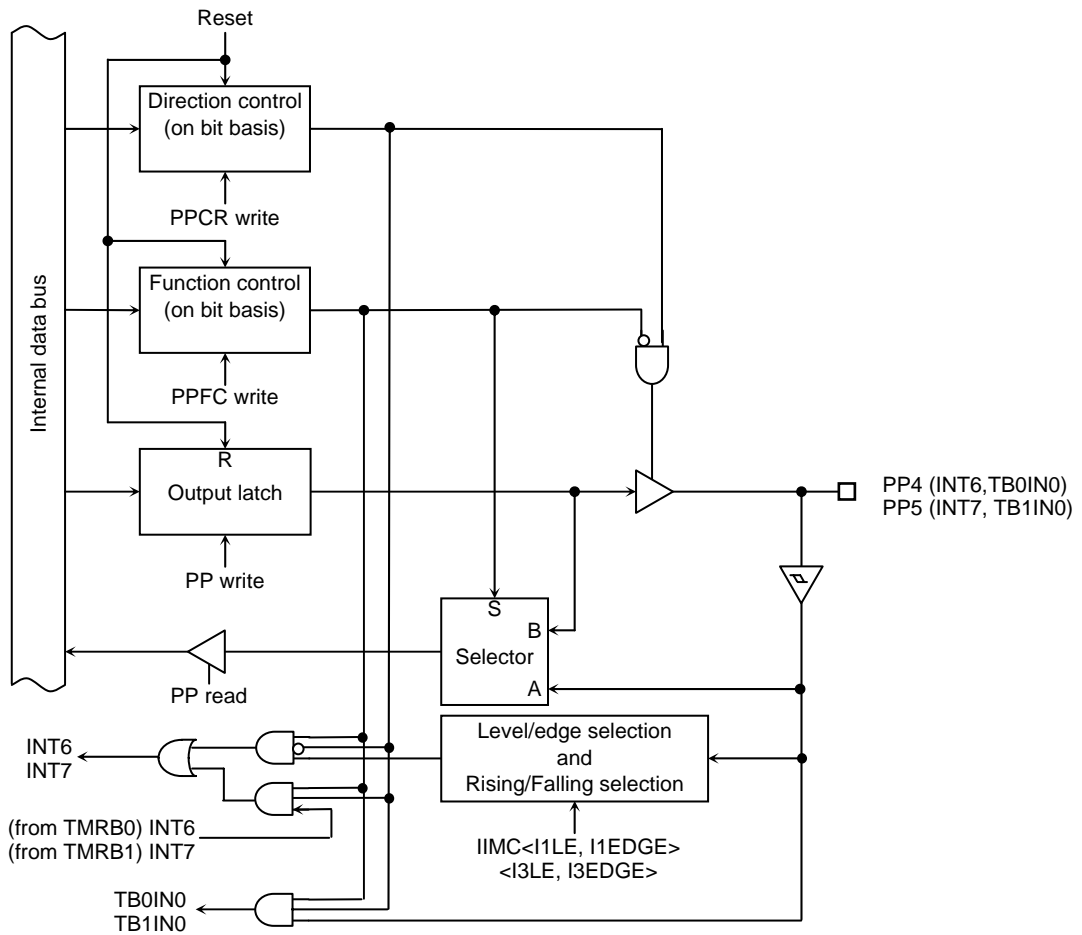 Reset
Direction control
(on bit basis)
PPCR write
Internal data bus
Function control
(on bit basis)
PPFC write
R
Output latch
PP write
PP4 (INT6,TB0IN0)
PP5 (INT7, TB1IN0)
S
B
Selector
A
PP read
Level/edge selection
and
Rising/Falling selection
INT6
INT7
(from TMRB0) INT6
(from TMRB1) INT7
IIMC<I1LE, I1EDGE>
<I3LE, I3EDGE>
TB0IN0
TB1IN0